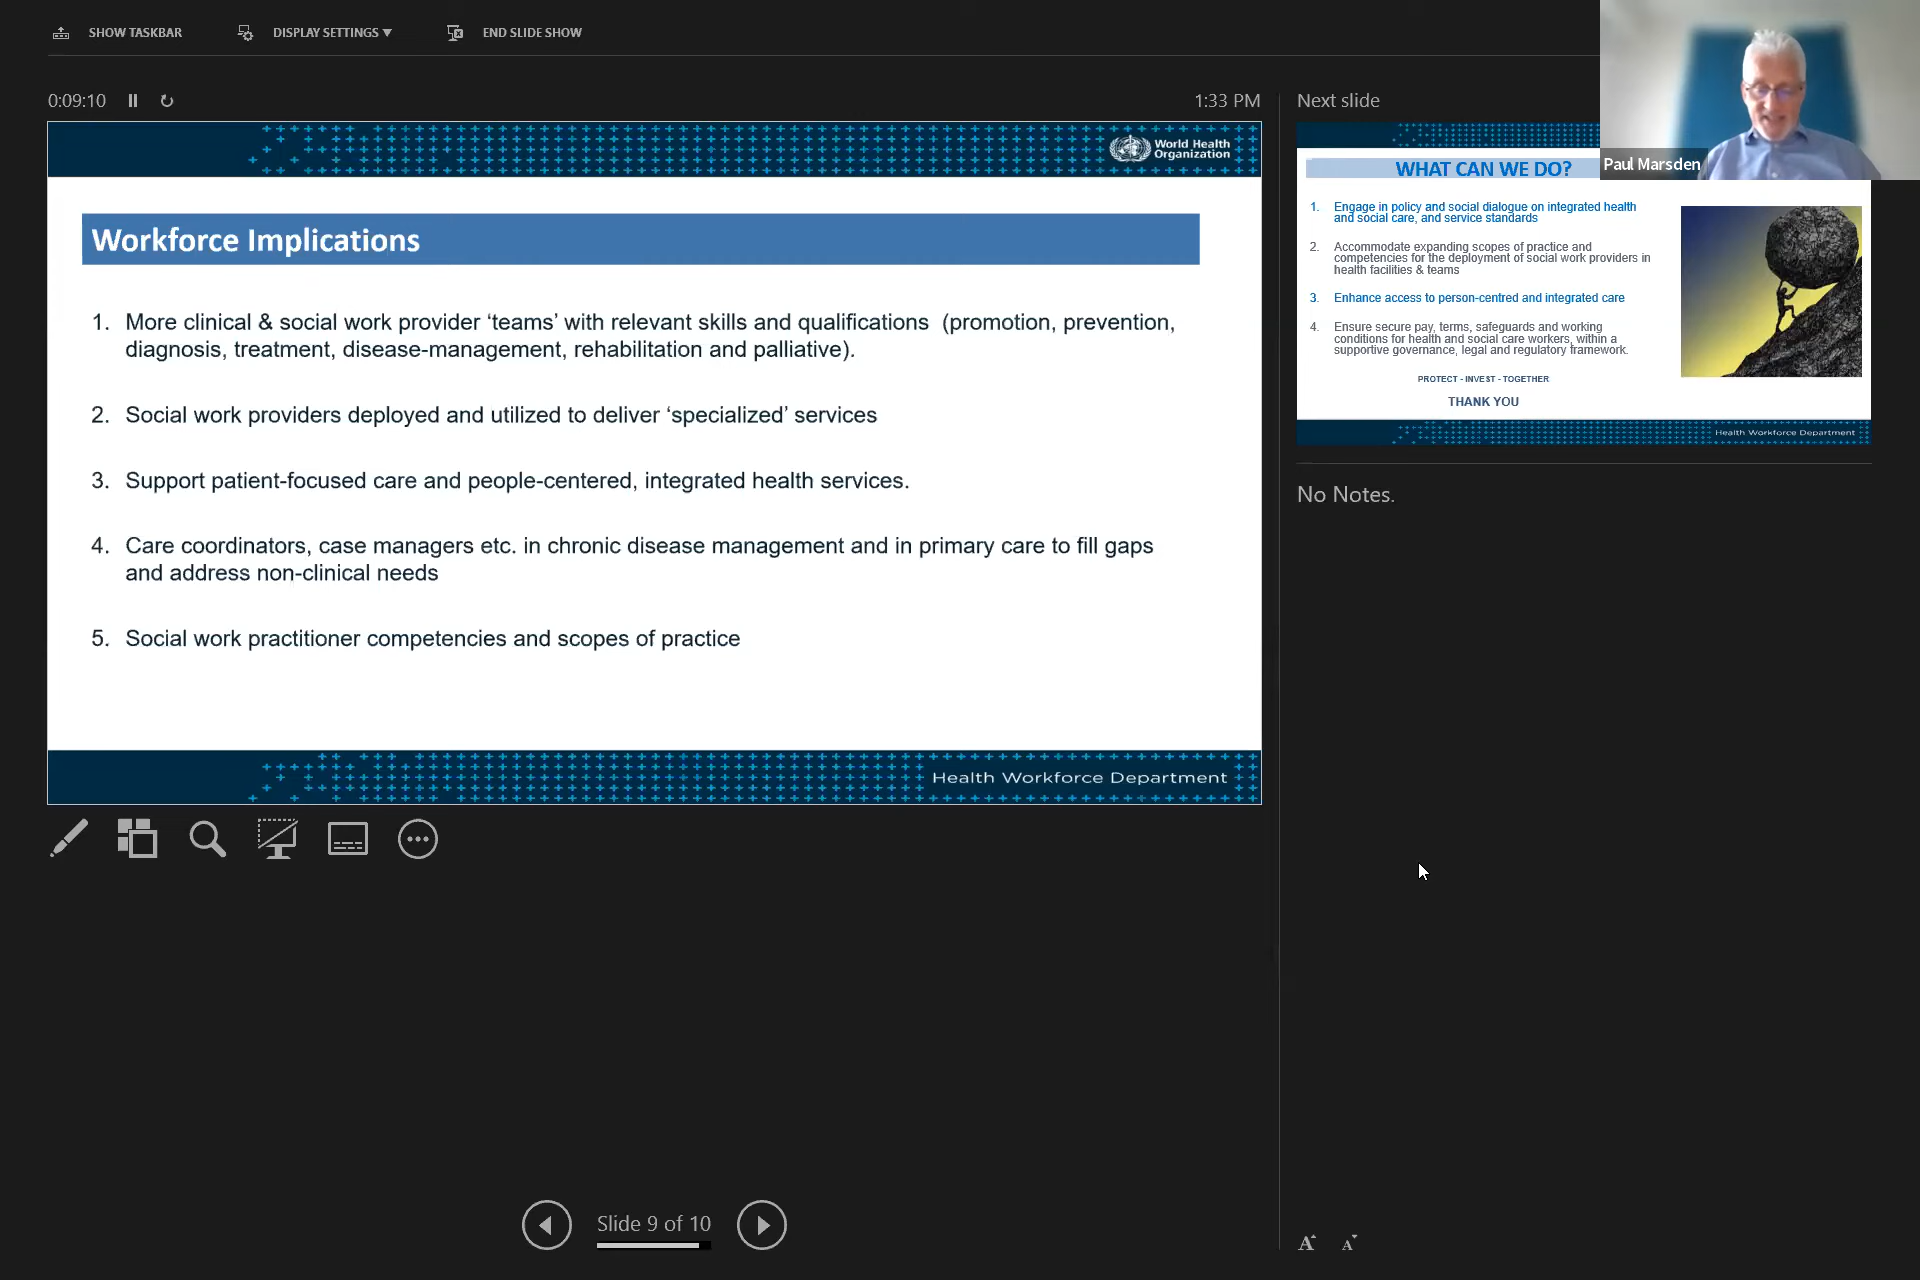 SHOW TASKBAR
DISPLAY SETTINGS
END SLIDE SHOW
0:09:10
1:33 PM
World Health
Organization
Workforce Implications
1. More clinical & social work provider ‘teams’ with relevant skills and qualifications (promotion, prevention,
diagnosis, treatment, disease-management, rehabilitation and palliative).
2. Social work providers deployed and utilized to deliver ‘specialized’ services
3. Support patient-focused care and people-centered, integrated health services.
4. Care coordinators, case managers etc. in chronic disease management and in primary care to fill gaps
and address non-clinical needs
5. Social work practitioner competencies and scopes of practice
Health Workforce Department
Slide 9 of 10
Next slide
Paul Marsden
WHAT CAN WE DO?
1. Engage in policy and social dialogue on integrated health
and social care, and service standards
2. Accommodate expanding scopes of practice and
competencies for the deployment of social work providers in
health facilities & teams
3. Enhance access to person-centred and integrated care
4. Ensure secure pay, terms, safeguards and working
conditions for health and social care workers, within a
supportive governance, legal and regulatory framework.
PROTECT - INVEST - TOGETHER
THANK YOU
Health Workforce Department
No Notes.
A A